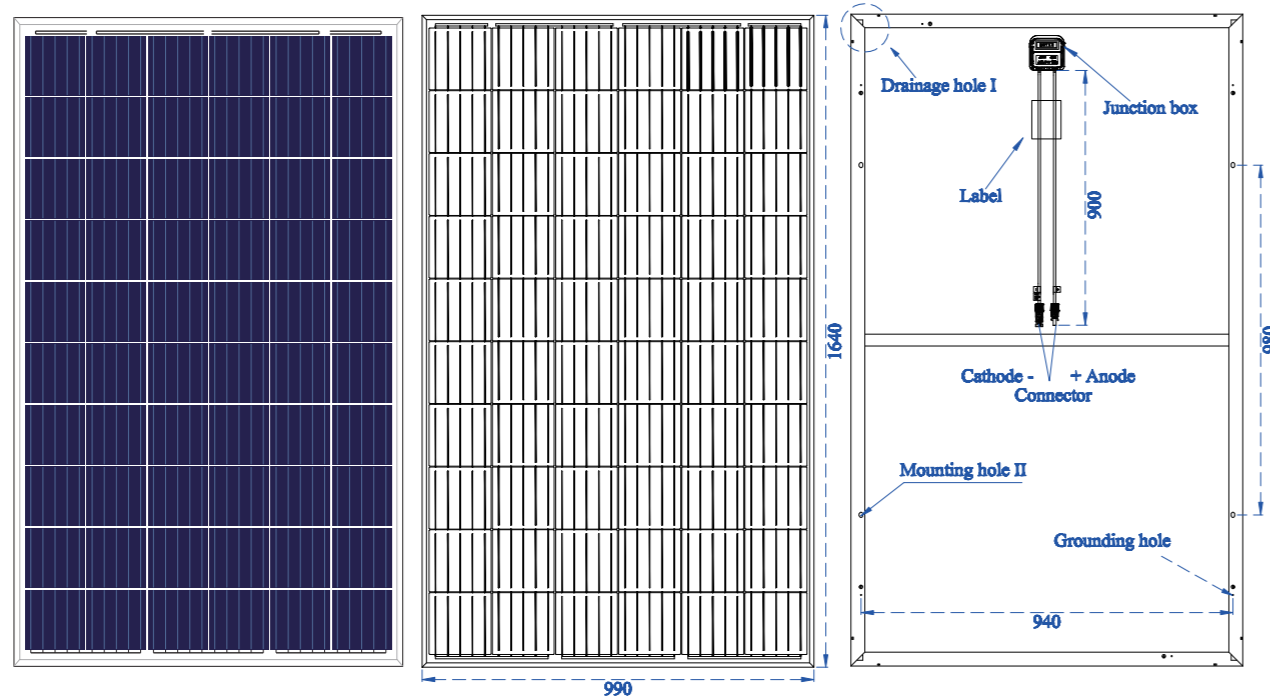 Drainage hole I
Junction box
Label
900
1640
Cathode - + Anode
Connector
Mounting hole II
Grounding hole
940
990